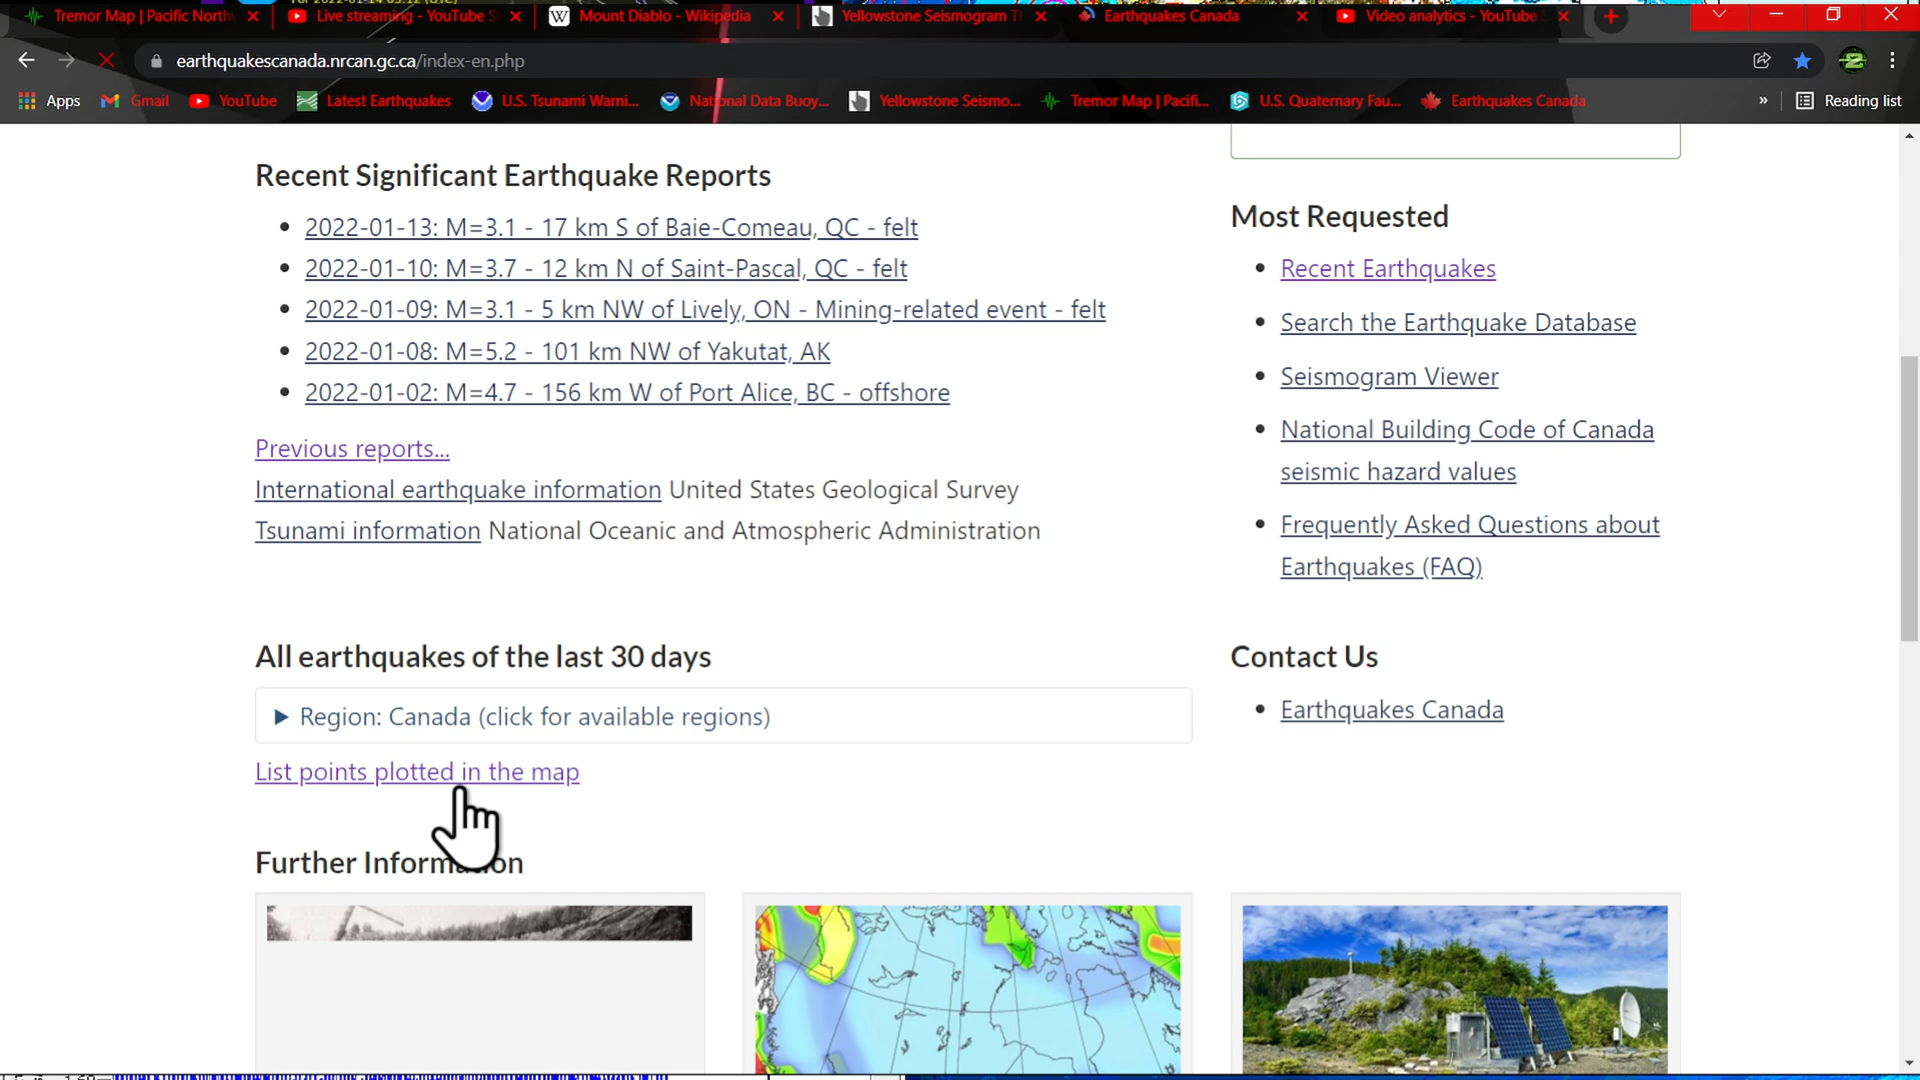 Tremor Map | Pacific North
Live streaming - YouTube S
Mount Diablo - Wikipedia
Yellowstone Seismogram T
Earthquakes Canada
Video analytics - YouTube
earthquakescanada.nrcan.gc.ca/index-en.php
Apps
Gmail
YouTube
Latest Earthquakes
U.S. Tsunami Warni...
National Data Buoy...
Yellowstone Seismo...
Tremor Map | Pacifi...
U.S. Quaternary Fau...
Earthquakes Canada
»
Reading list
Recent Significant Earthquake Reports
2022-01-13: M=3.1 - 17 km S of Baie-Comeau, QC - felt
2022-01-10: M=3.7 - 12 km N of Saint-Pascal, QC - felt
2022-01-09: M=3.1 - 5 km NW of Lively, ON - Mining-related event - felt
2022-01-08: M=5.2 - 101 km NW of Yakutat, AK
2022-01-02: M=4.7 - 156 km W of Port Alice, BC - offshore
Previous reports...
International earthquake information United States Geological Survey
Tsunami information National Oceanic and Atmospheric Administration
Most Requested
Recent Earthquakes
Search the Earthquake Database
Seismogram Viewer
National Building Code of Canada
seismic hazard values
Frequently Asked Questions about
Earthquakes (FAQ)
All earthquakes of the last 30 days
Region: Canada (click for available regions)
List points plotted in the map
Contact Us
Earthquakes Canada
Further Information